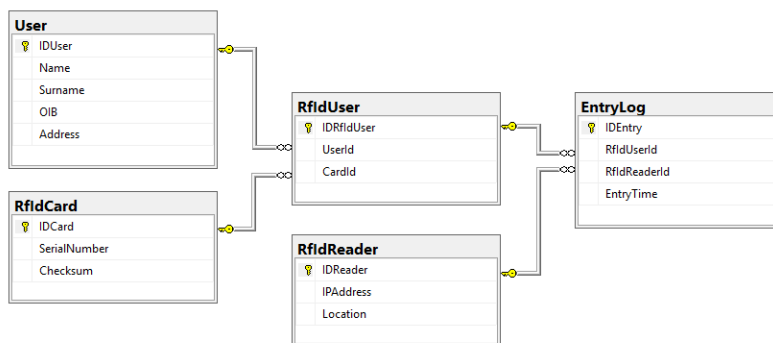 User
IDUser
Name
Surname
OIB
Address
RfIdCard
IDCard
SerialNumber
Checksum
RfIdUser
IDRfIdUser
UserId
CardId
RfIdReader
IDReader
IPAddress
Location
EntryLog
IDEntry
RfIdUserId
RfIdReaderId
EntryTime